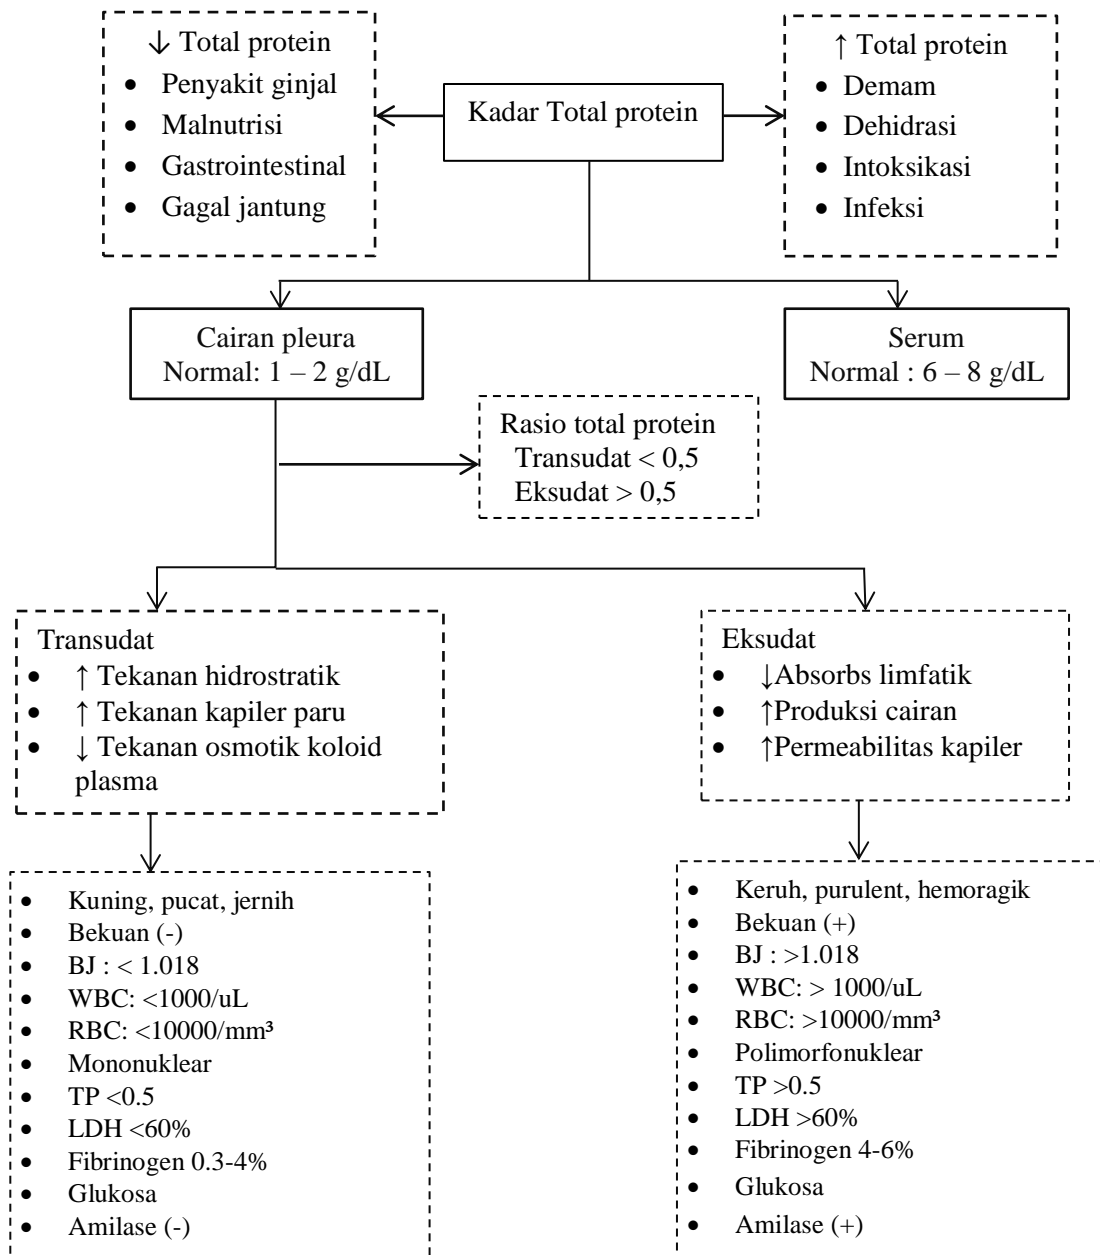 ↓ Total protein
• Penyakit ginjal
• Malnutrisi
• Gastrointestinal
• Gagal jantung
Kadar Total protein
↑ Total protein
• Demam
• Dehidrasi
• Intoksikasi
• Infeksi
Cairan pleura
Normal: 1 – 2 g/dL
Serum
Normal : 6 – 8 g/dL
Rasio total protein
Transudat < 0,5
Eksudat > 0,5
Transudat
• ↑ Tekanan hidrostratik
• ↑ Tekanan kapiler paru
• ↓ Tekanan osmotik koloid
plasma
Eksudat
• ↓Absorbs limfatik
• ↑Produksi cairan
• ↑Permeabilitas kapiler
• Kuning, pucat, jernih
• Bekuan (-)
• BJ : < 1.018
• WBC: <1000/uL
• RBC: <10000/mm³
• Mononuklear
• TP <0.5
• LDH <60%
• Fibrinogen 0.3-4%
• Glukosa
• Amilase (-)
• Keruh, purulent, hemoragik
• Bekuan (+)
• BJ : >1.018
• WBC: > 1000/uL
• RBC: >10000/mm³
• Polimorfonuklear
• TP >0.5
• LDH >60%
• Fibrinogen 4-6%
• Glukosa
• Amilase (+)